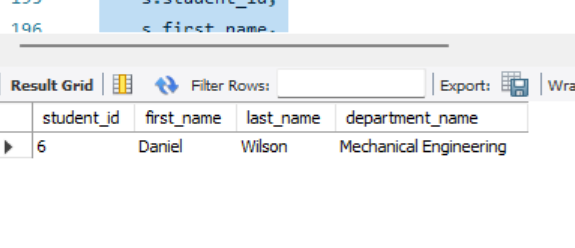 195 s.student_id,
196 s.first_name,
Result Grid Filter Rows: Export: Wra
student_id first_name last_name department_name
6 Daniel Wilson Mechanical Engineering